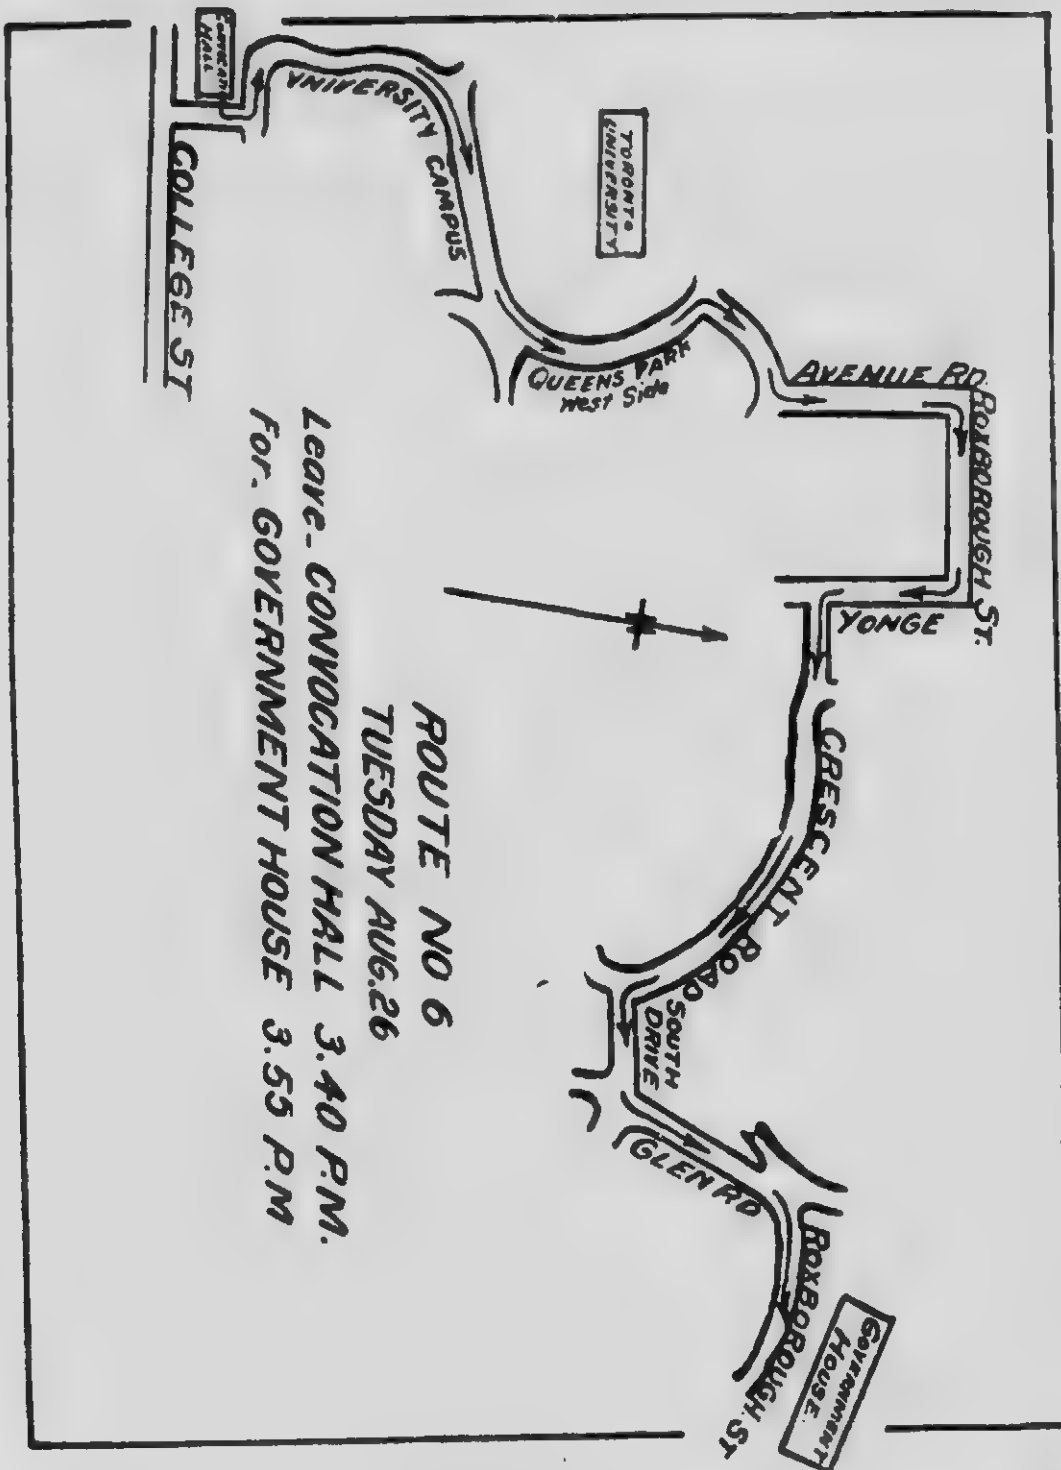 CONVOCATN
HALL
COLLEGE ST
UNIVERSITY CAMPUS
TORONTO
UNIVERSITY
QUEENS PARK
West Side
AVENUE RD.
ROXBOROUGH ST.
YONGE
CRESCENT ROAD
SOUTH
DRIVE
GLEN RD
ROXBOROUGH. ST
GOVERNMENT
HOUSE.
ROUTE NO 6
TUESDAY AUG. 26
Leave - CONVOCATION HALL 3.40 P.M.
For - GOVERNMENT HOUSE 3.55 P.M